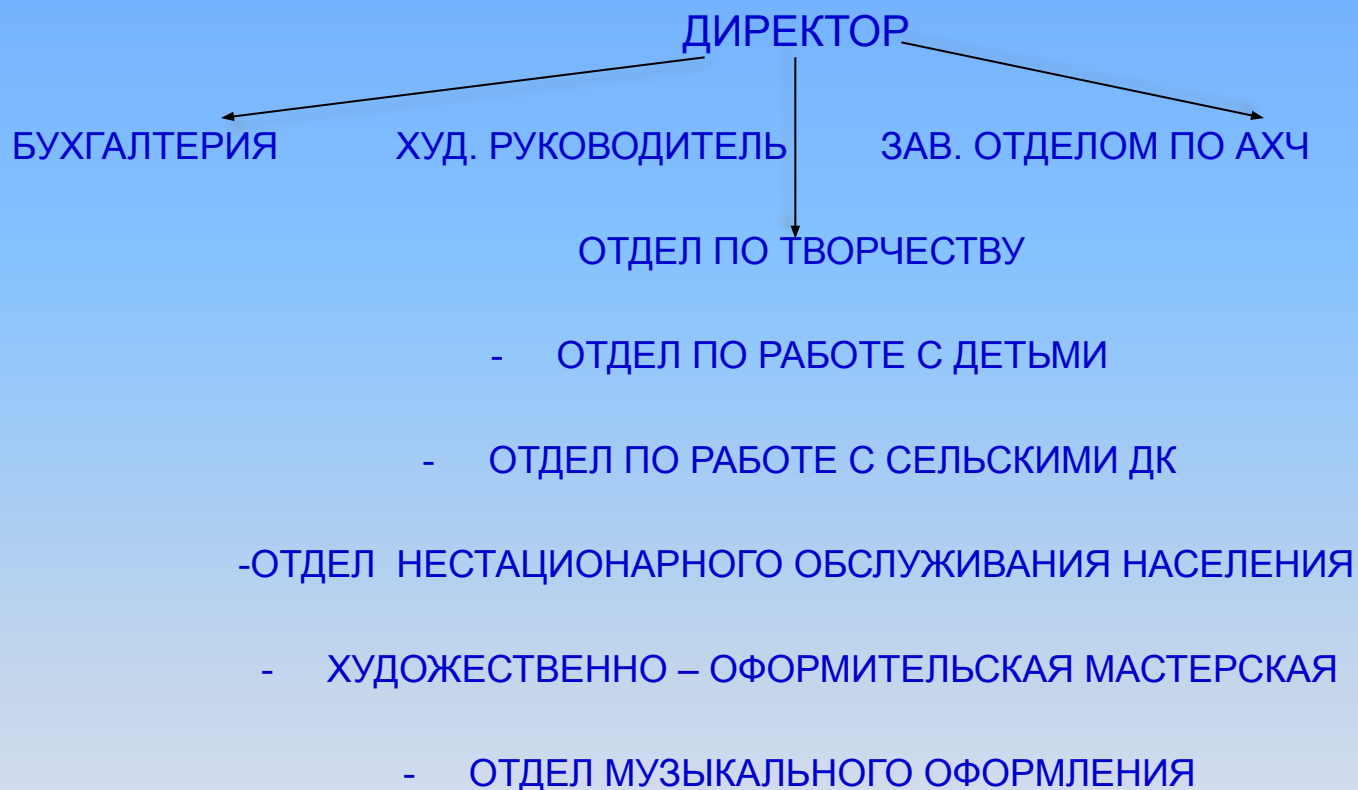 ДИРЕКТОР
БУХГАЛТЕРИЯ ХУД. РУКОВОДИТЕЛЬ ЗАВ. ОТДЕЛОМ ПО АХЧ
ОТДЕЛ ПО ТВОРЧЕСТВУ
- ОТДЕЛ ПО РАБОТЕ С ДЕТЬМИ
- ОТДЕЛ ПО РАБОТЕ С СЕЛЬСКИМИ ДК
-ОТДЕЛ НЕСТАЦИОНАРНОГО ОБСЛУЖИВАНИЯ НАСЕЛЕНИЯ
- ХУДОЖЕСТВЕННО – ОФОРМИТЕЛЬСКАЯ МАСТЕРСКАЯ
- ОТДЕЛ МУЗЫКАЛЬНОГО ОФОРМЛЕНИЯ